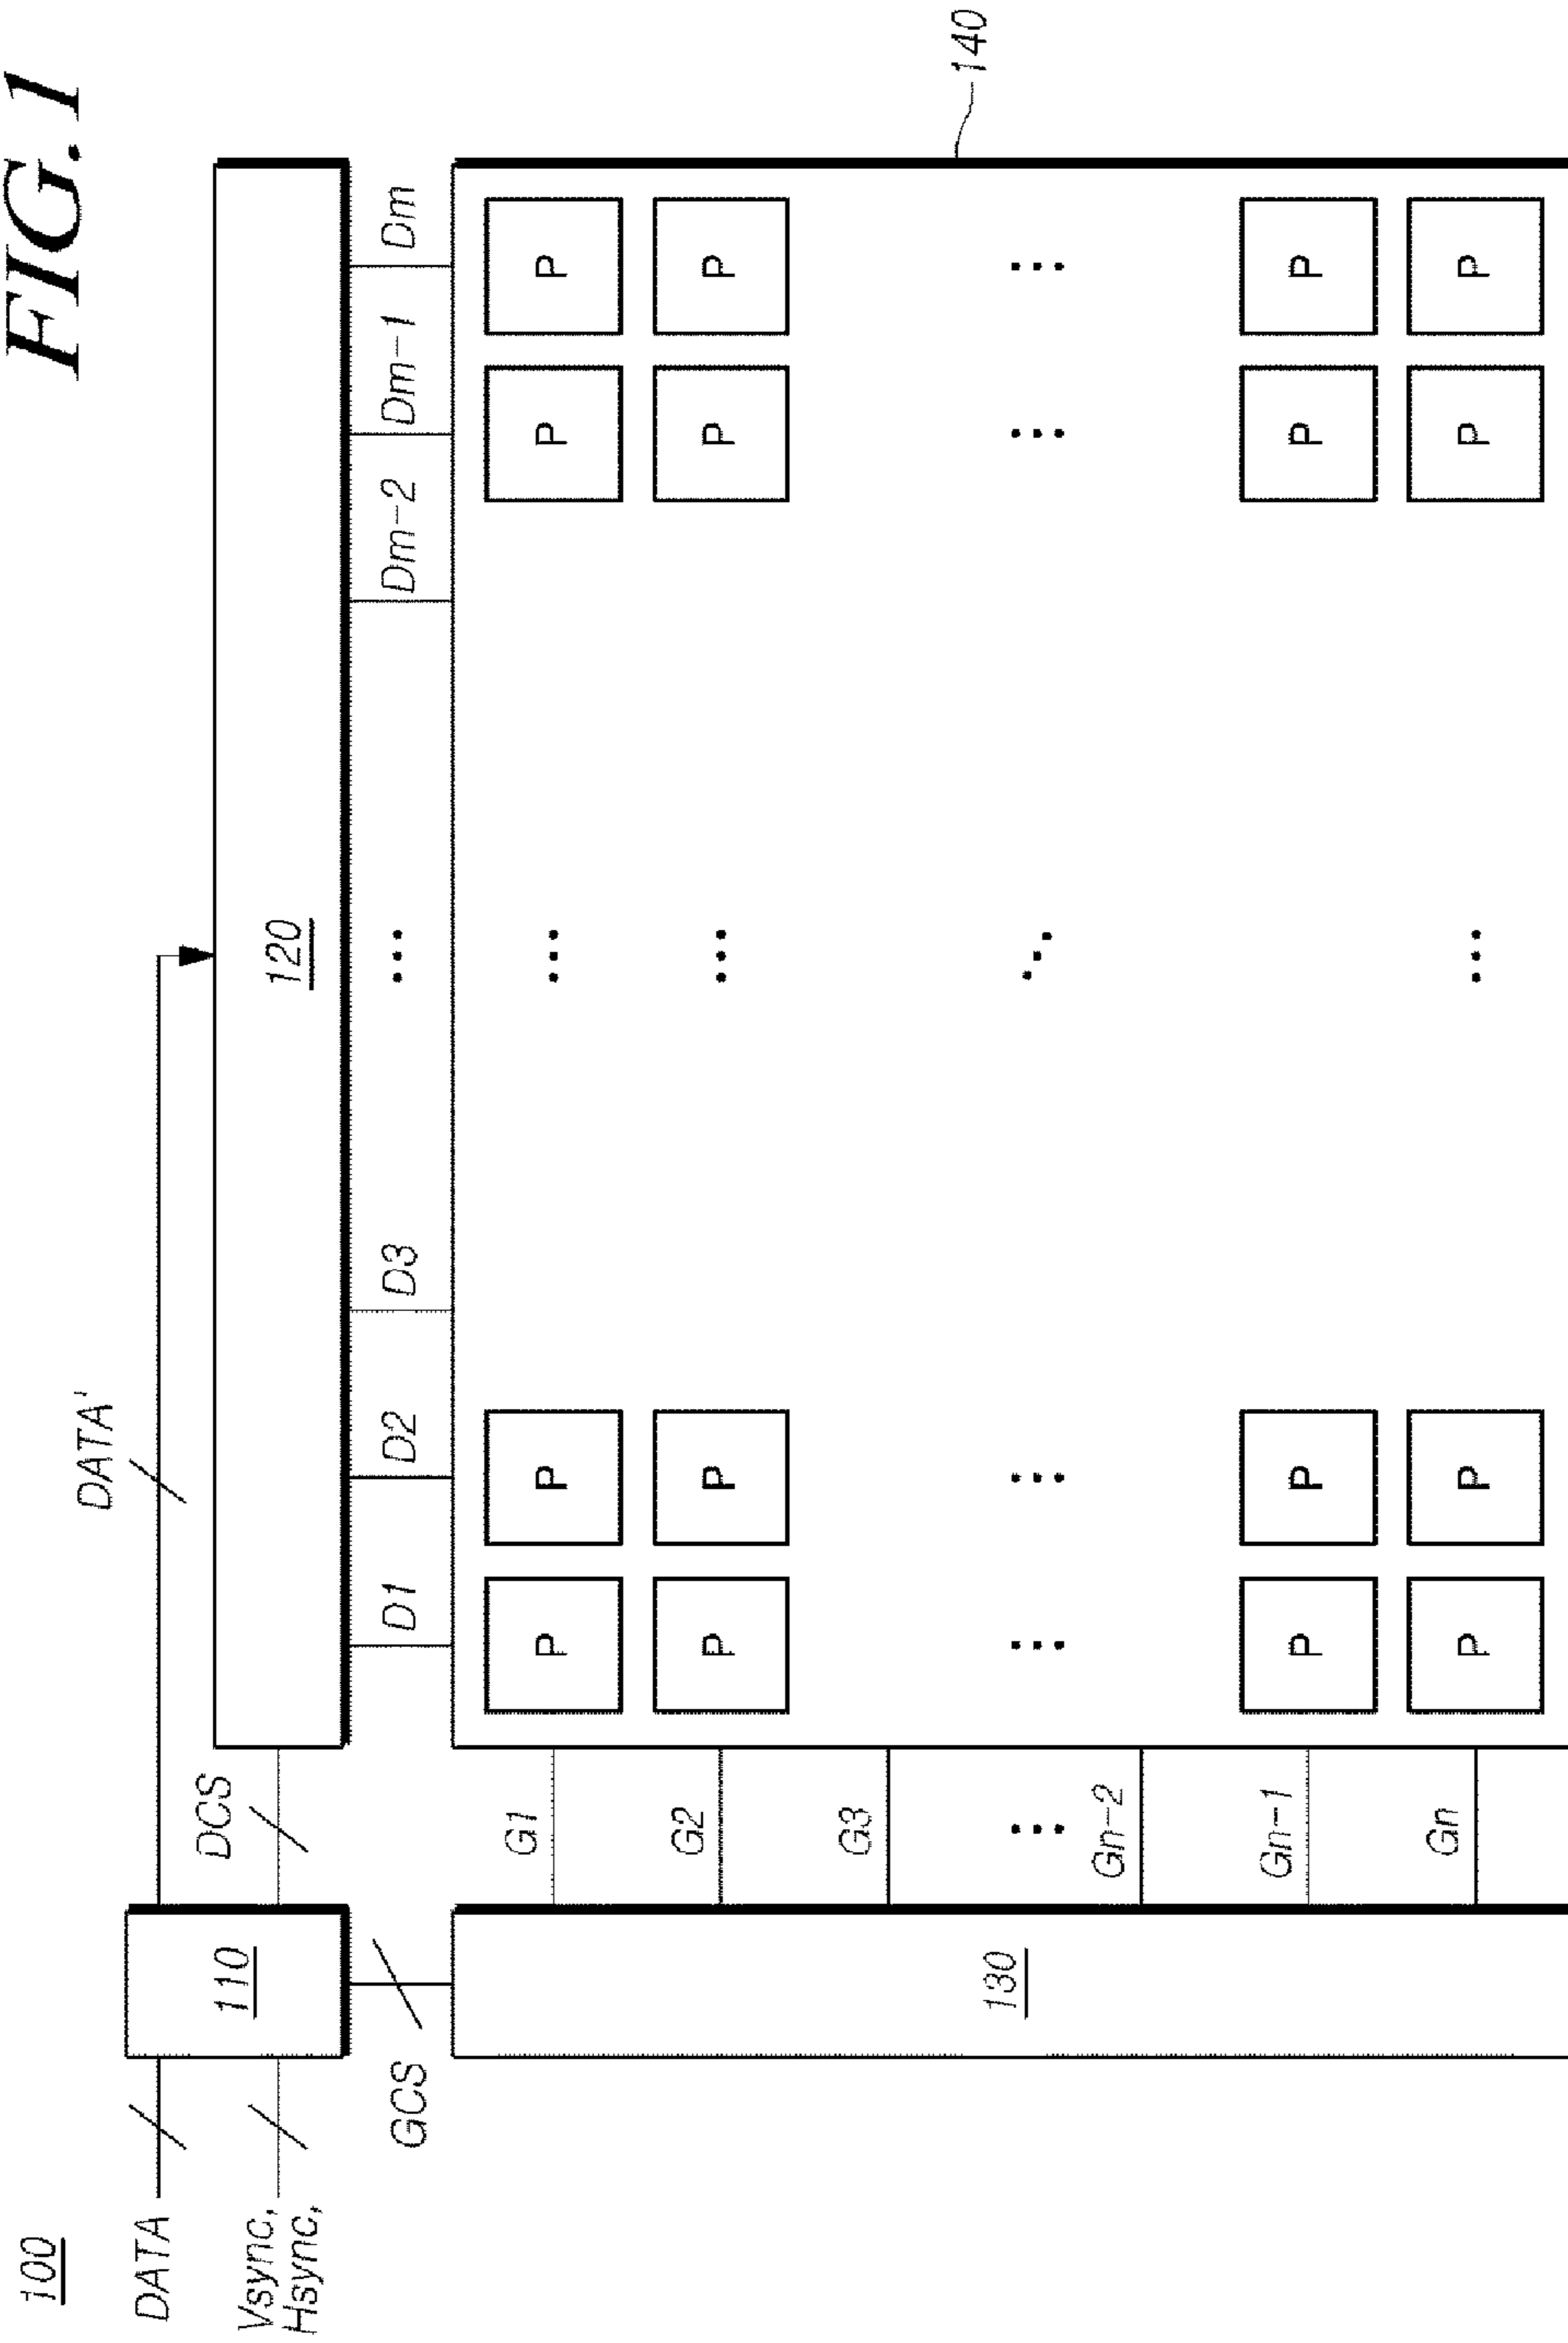 FIG. 1
100
DATA'
DATA
110
DCS
120
Vsync,
Hsync,
GCS
D1 D2 D3 ... Dm-2 Dm-1 Dm
G1 P P ... P P
G2 P P ... P P
G3
130
... ... ... ... ... ...
140
Gn-2
Gn-1 P P P P
Gn P P ... P P